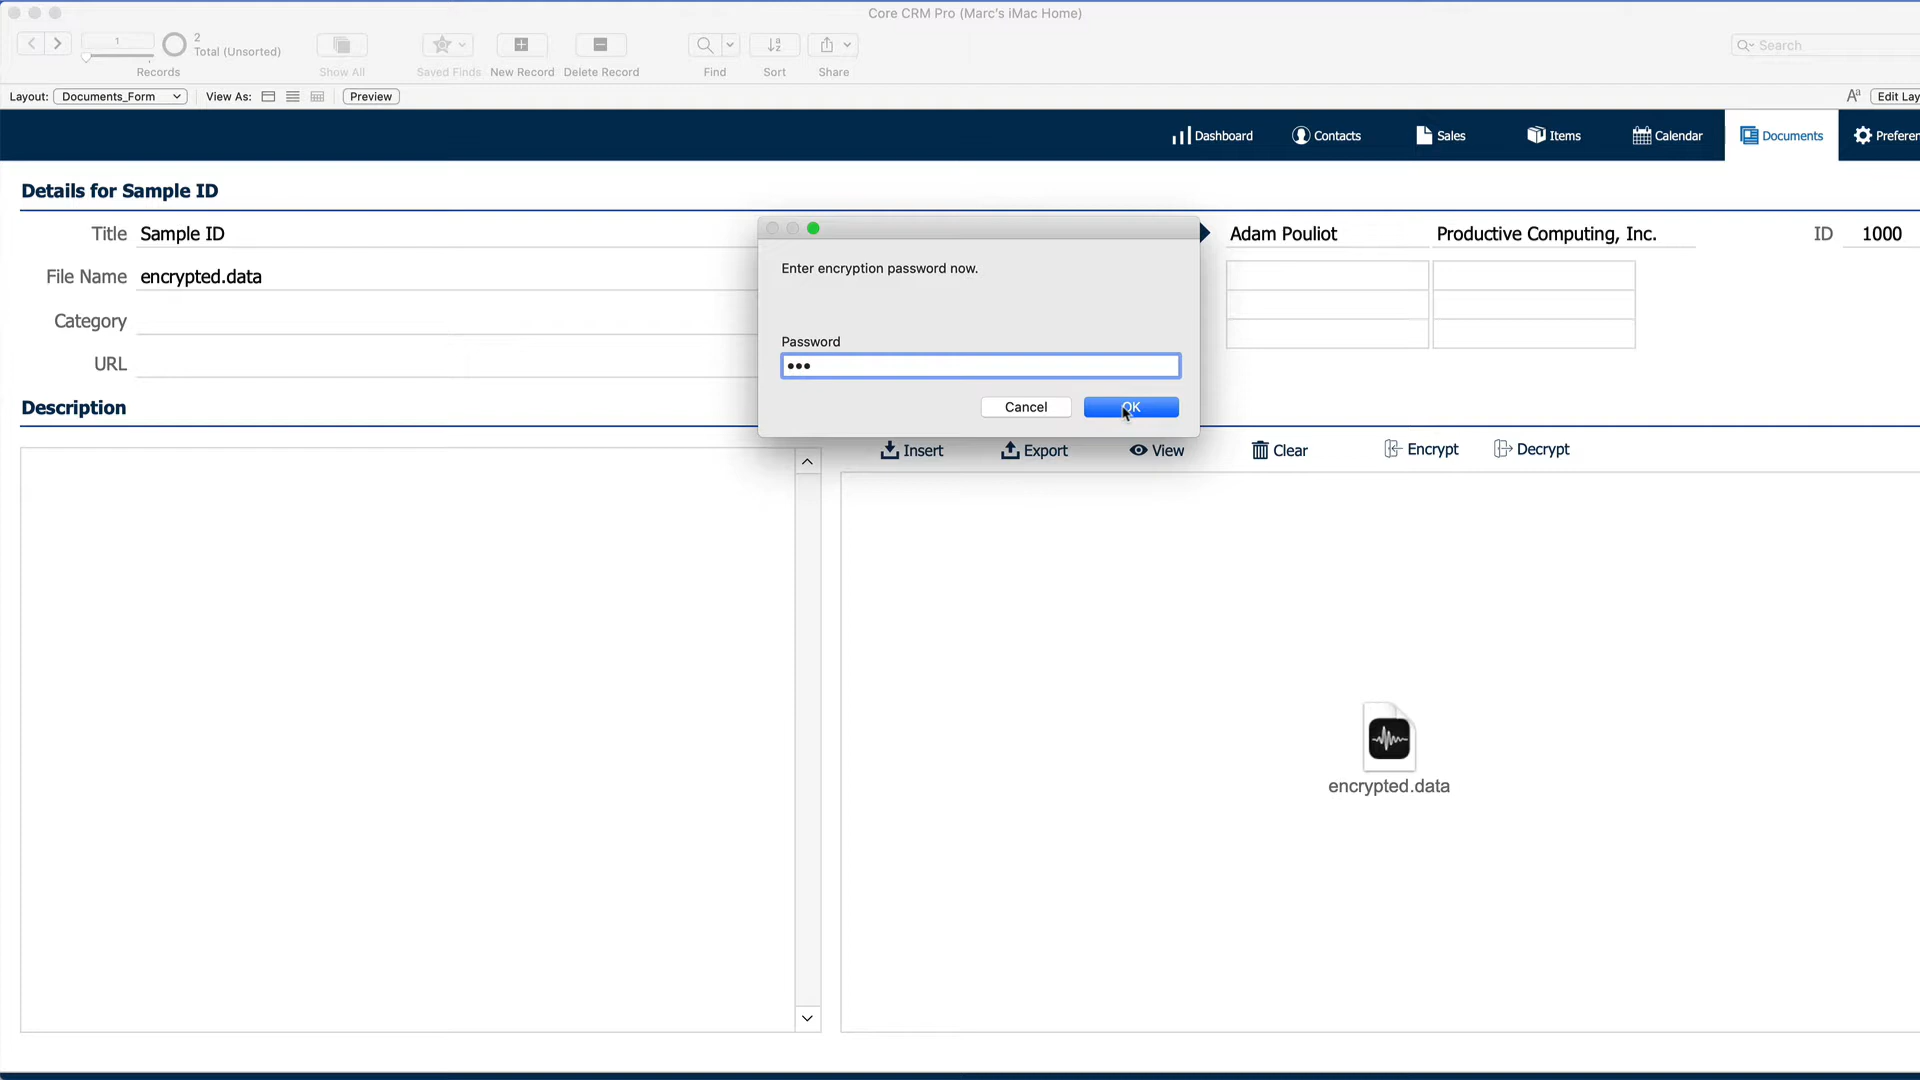 Core CRM Pro (Marc's iMac Home)
1
2
Total (Unsorted)
Records
Show All
Saved Finds
New Record
Delete Record
Find
Sort
Share
Search
Layout: Documents_Form
View As:
Preview
Edit Lay
Dashboard
Contacts
Sales
Items
Calendar
Documents
Preferen
Details for Sample ID
Title Sample ID
Adam Pouliot
Productive Computing, Inc.
ID 1000
File Name encrypted.data
Category
URL
Enter encryption password now.
Password
Cancel
OK
Description
Insert
Export
View
Clear
Encrypt
Decrypt
encrypted.data